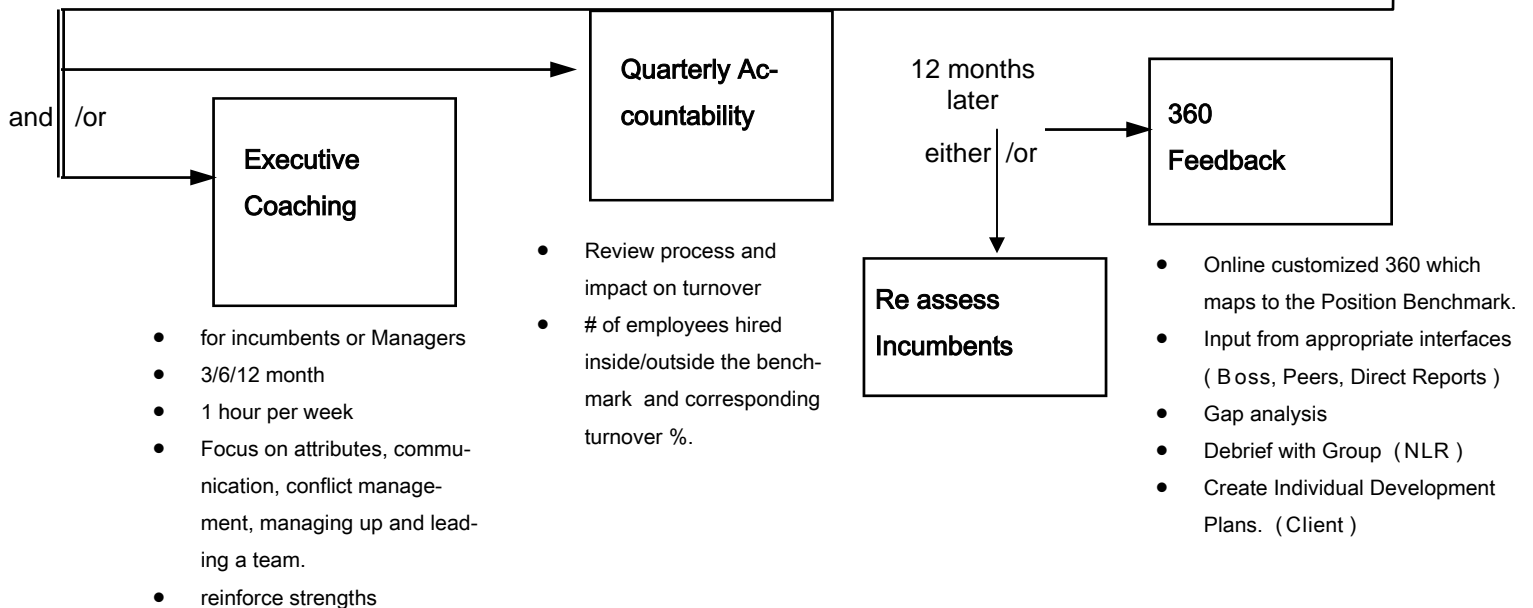 and /or
Executive
Coaching
• for incumbents or Managers
• 3/6/12 month
• 1 hour per week
• Focus on attributes, commu-
nication, conflict manage-
ment, managing up and lead-
ing a team.
• reinforce strengths
Quarterly Ac-
countability
• Review process and
impact on turnover
• # of employees hired
inside/outside the bench-
mark and corresponding
turnover %.
12 months
later
either /or
Re assess
Incumbents
360
Feedback
• Online customized 360 which
maps to the Position Benchmark.
• Input from appropriate interfaces
( Boss, Peers, Direct Reports )
• Gap analysis
• Debrief with Group ( NLR )
• Create Individual Development
Plans. ( Client )